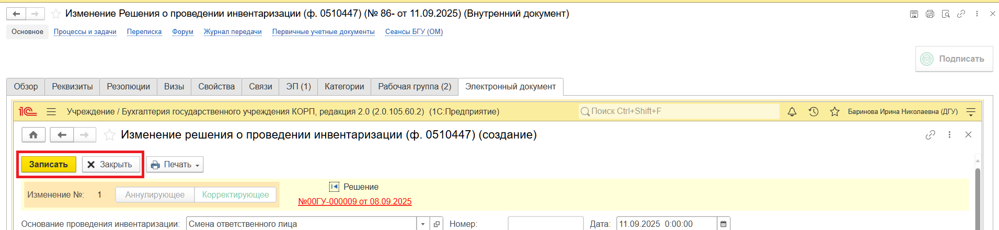 Изменение Решения о проведении инвентаризации (ф. 0510447) (№ 86- от 11.09.2025) (Внутренний документ)
Основное Процессы и задачи Переписка Форум Журнал передачи Первичные учетные документы Сеансы БГУ (ОМ)
Подписать
Обзор Реквизиты Резолюции Визы Свойства Связи ЭП (1) Категории Рабочая группа (2) Электронный документ
1С Учреждение / Бухгалтерия государственного учреждения КОРП, редакция 2.0 (2.0.105.60.2) (1С:Предприятие) Поиск Ctrl+Shift+F Баринова Ирина Николаевна (ДГУ)
Изменение решения о проведении инвентаризации (ф. 0510447) (создание)
Записать Закрыть Печать
Решение
Изменение №: 1 Аннулирующее Корректирующее
№00ГУ-000009 от 08.09.2025
Основание проведения инвентаризации: Смена ответственного лица Номер: Дата: 11.09.2025 0:00:00